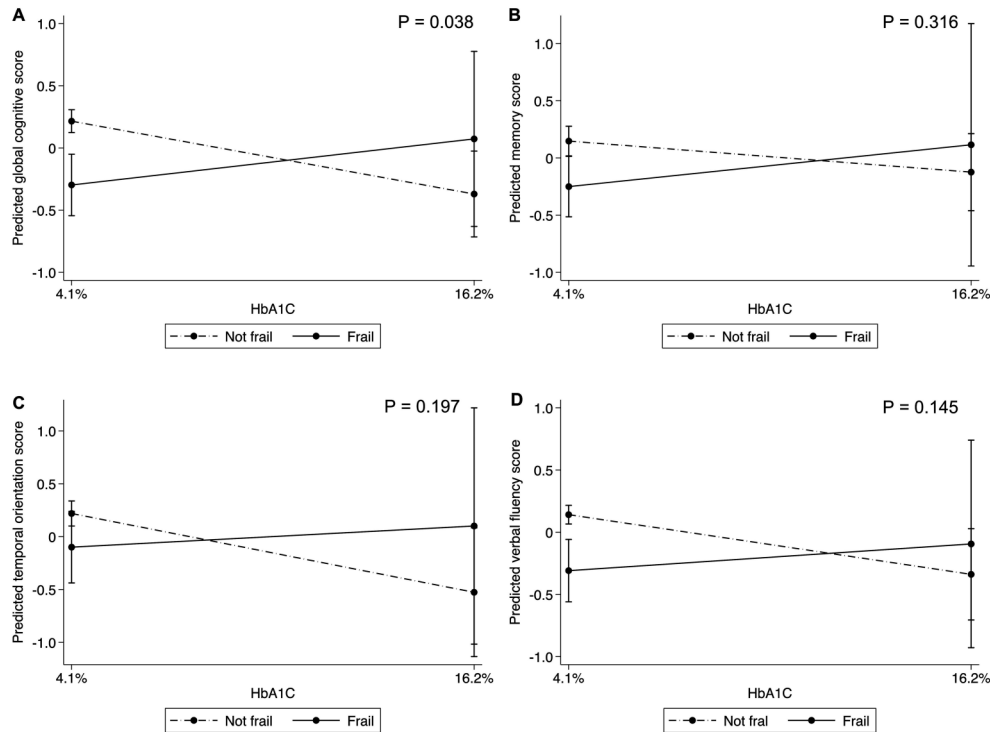 A
P = 0.038
Predicted global cognitive score
1.0
0.5
0
-0.5
-1.0
4.1%
16.2%
HbA1C
Not frail
Frail
B
P = 0.316
Predicted memory score
1.0
0.5
0
-0.5
-1.0
4.1%
16.2%
HbA1C
Not frail
Frail
C
P = 0.197
Predicted temporal orientation score
1.0
0.5
0
-0.5
-1.0
4.1%
16.2%
HbA1C
Not frail
Frail
D
P = 0.145
Predicted verbal fluency score
1.0
0.5
0
-0.5
-1.0
4.1%
16.2%
HbA1C
Not fral
Frail